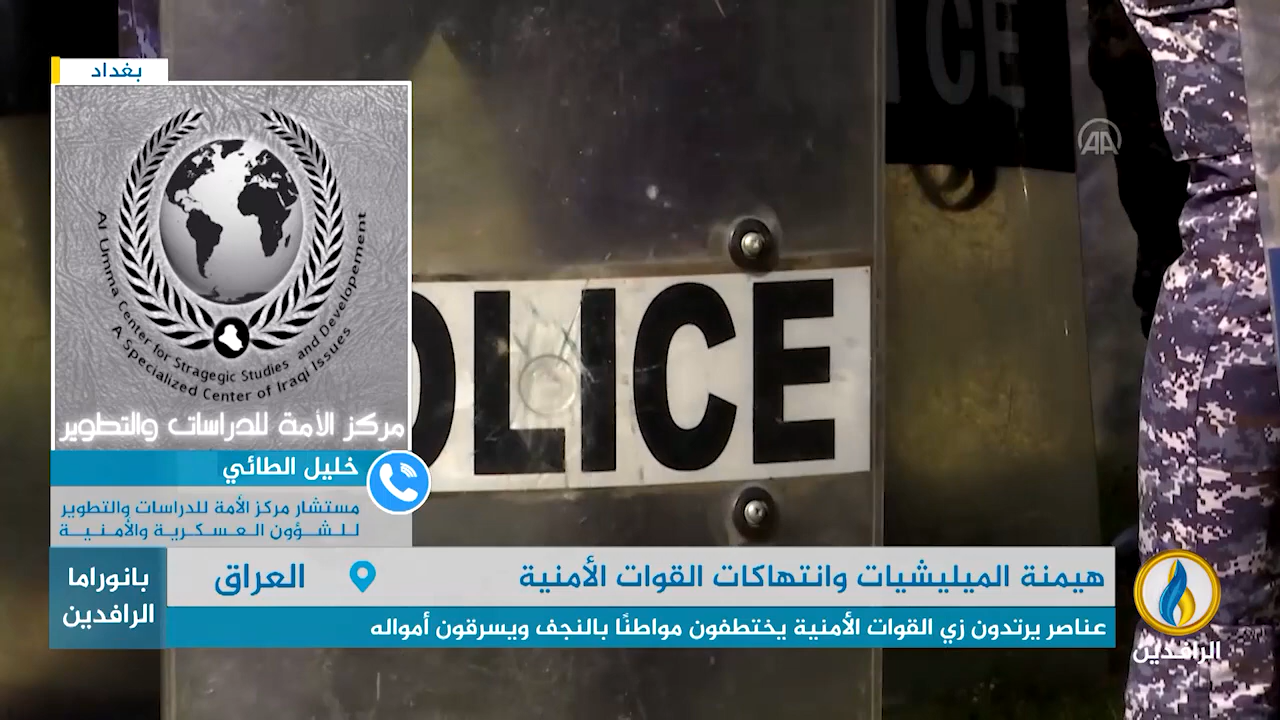 بغداد
Al Umma Center for Stragegic Studies and Developement
A Specialized Center of Iraqi Issues
مركز الأمة للدراسات والتطوير
خليل الطائي
مستشار مركز الأمة للدراسات والتطوير
للشؤون العسكرية والأمنية
OLICE
ICE
AA
هيمنة الميليشيات وانتهاكات القوات الأمنية
العراق
عناصر يرتدون زي القوات الأمنية يختطفون مواطنًا بالنجف ويسرقون أمواله
بانوراما
الرافدين
الرافدين